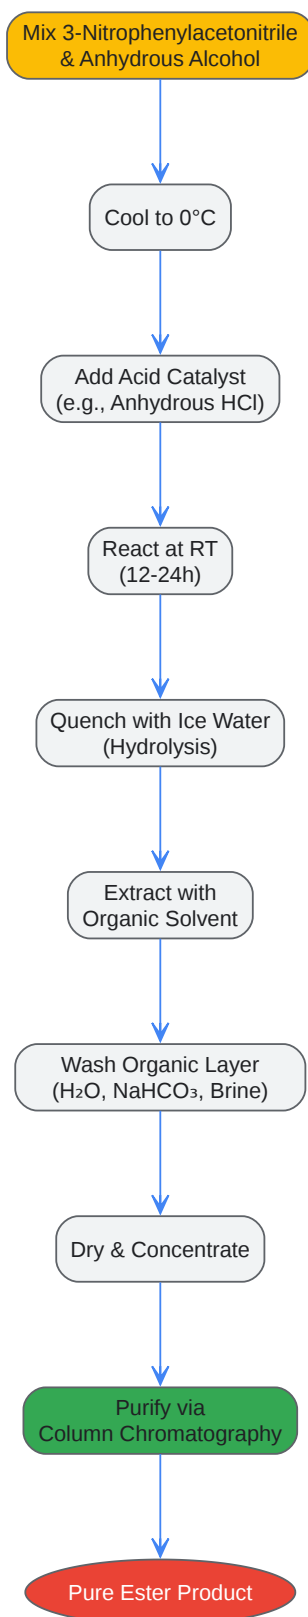 Mix 3-Nitrophenylacetonitrile
& Anhydrous Alcohol
Cool to 0°C
Add Acid Catalyst
(e.g., Anhydrous HCl)
React at RT
(12-24h)
Quench with Ice Water
(Hydrolysis)
Extract with
Organic Solvent
Wash Organic Layer
(H₂O, NaHCO₃, Brine)
Dry & Concentrate
Purify via
Column Chromatography
Pure Ester Product